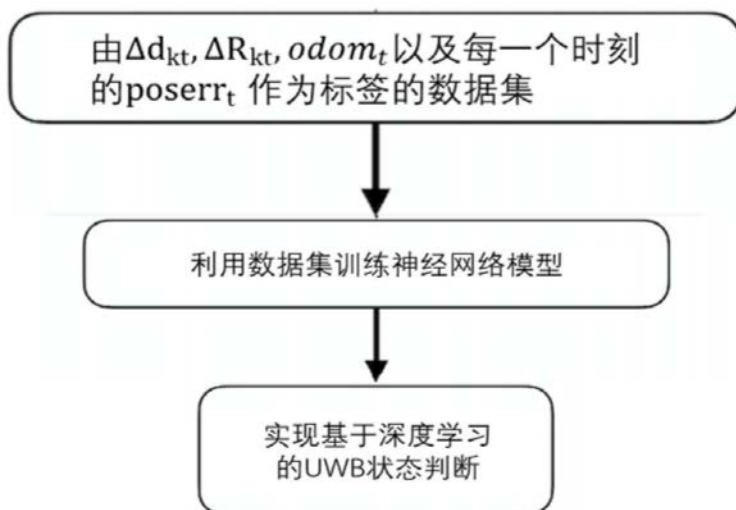 由Δd_kt, ΔR_kt, odom_t以及每一个时刻
的poserr_t 作为标签的数据集
利用数据集训练神经网络模型
实现基于深度学习
的UWB状态判断